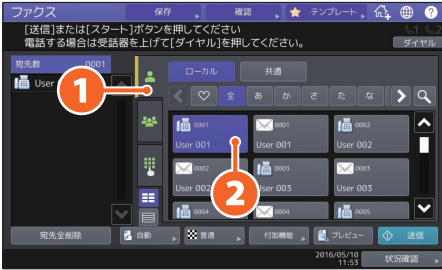 ファクス 保存 確認 テンプレート ?
[送信]または[スタート]ボタンを押してください
電話する場合は受話器を上げて[ダイヤル]を押してください。
L1 L2
ダイヤル
宛先数 0001
User
1
ローカル 共通
全 あ か さ た な
0001 0001 0002
User 001 User 001 User 002
0002 0003 0003
User 002 User 003 User 003
2
0004 0004 0005
宛先全削除 自動 普通 付加機能 プレビュー 送信
2016/05/10
11:53
状況確認